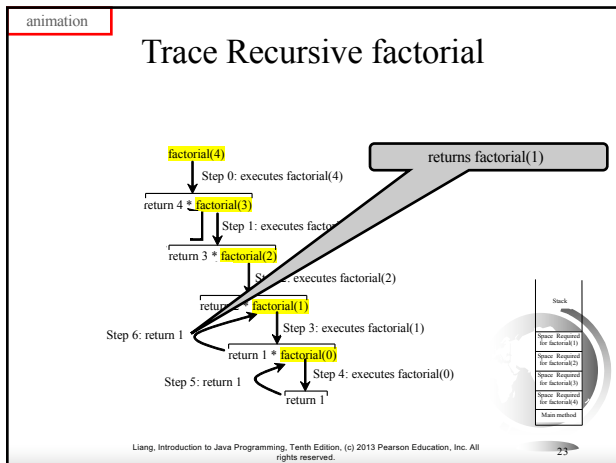 animation
Trace Recursive factorial
factorial(4)
returns factorial(1)
Step 0: executes factorial(4)
return 4 * factorial(3)
Step 1: executes
return 3 * factorial(2)
executes factorial(2)
* factorial(1)
Step 6: return 1
Step 3: executes factorial(1)
return 1 * factorial(0)
Step 5: return 1
Step 4: executes factorial(0)
return 1
Stack
Space Required
for factorial(1)
Space Required
for factorial(2)
Space Required
for factorial(3)
Space Required
for factorial(4)
Main method
Liang, Introduction to Java Programming, Tenth Edition, (c) 2013 Pearson Education, Inc. All
rights reserved.
23